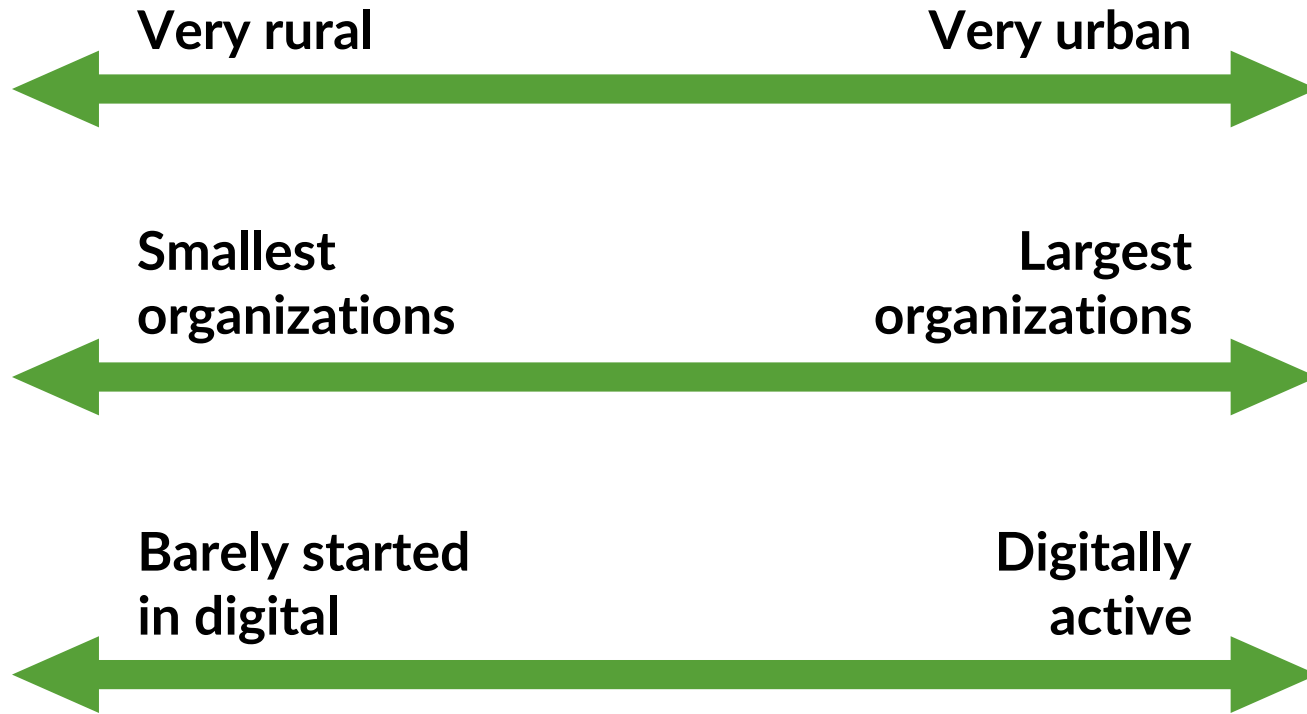 Very rural
Very urban
Smallest
organizations
Largest
organizations
Barely started
in digital
Digitally
active